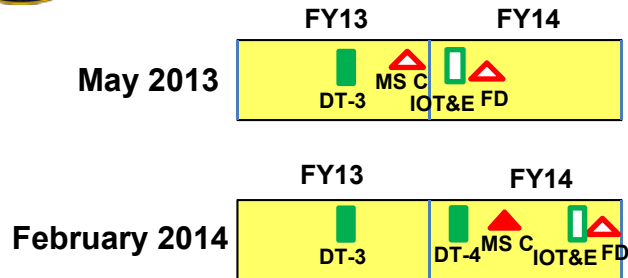 FY13 FY14
May 2013
DT-3 MS C IOT&E FD
FY13 FY14
February 2014
DT-3 DT-4 MS C IOT&E FD